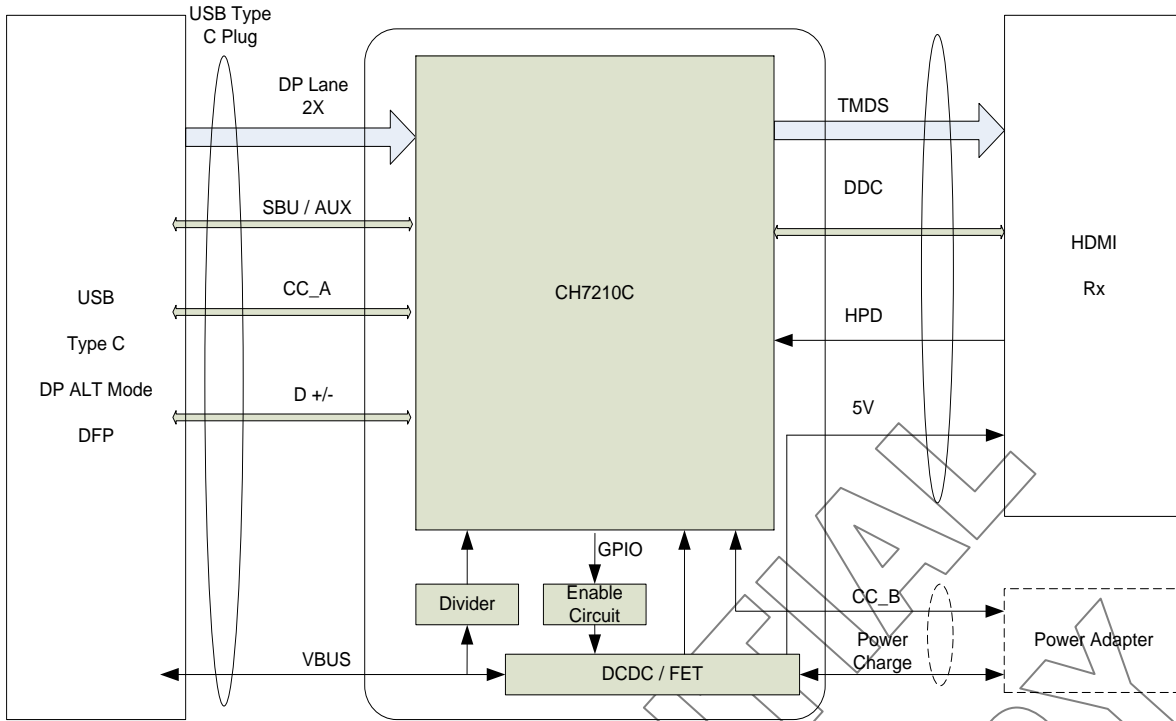 USB Type
C Plug
DP Lane
2X
TMDS
DDC
SBU / AUX
CC_A
CH7210C
HDMI
Rx
HPD
USB
Type C
DP ALT Mode
DFP
D +/-
5V
GPIO
Divider
Enable
Circuit
CC_B
Power
Charge
Power Adapter
VBUS
DCDC / FET